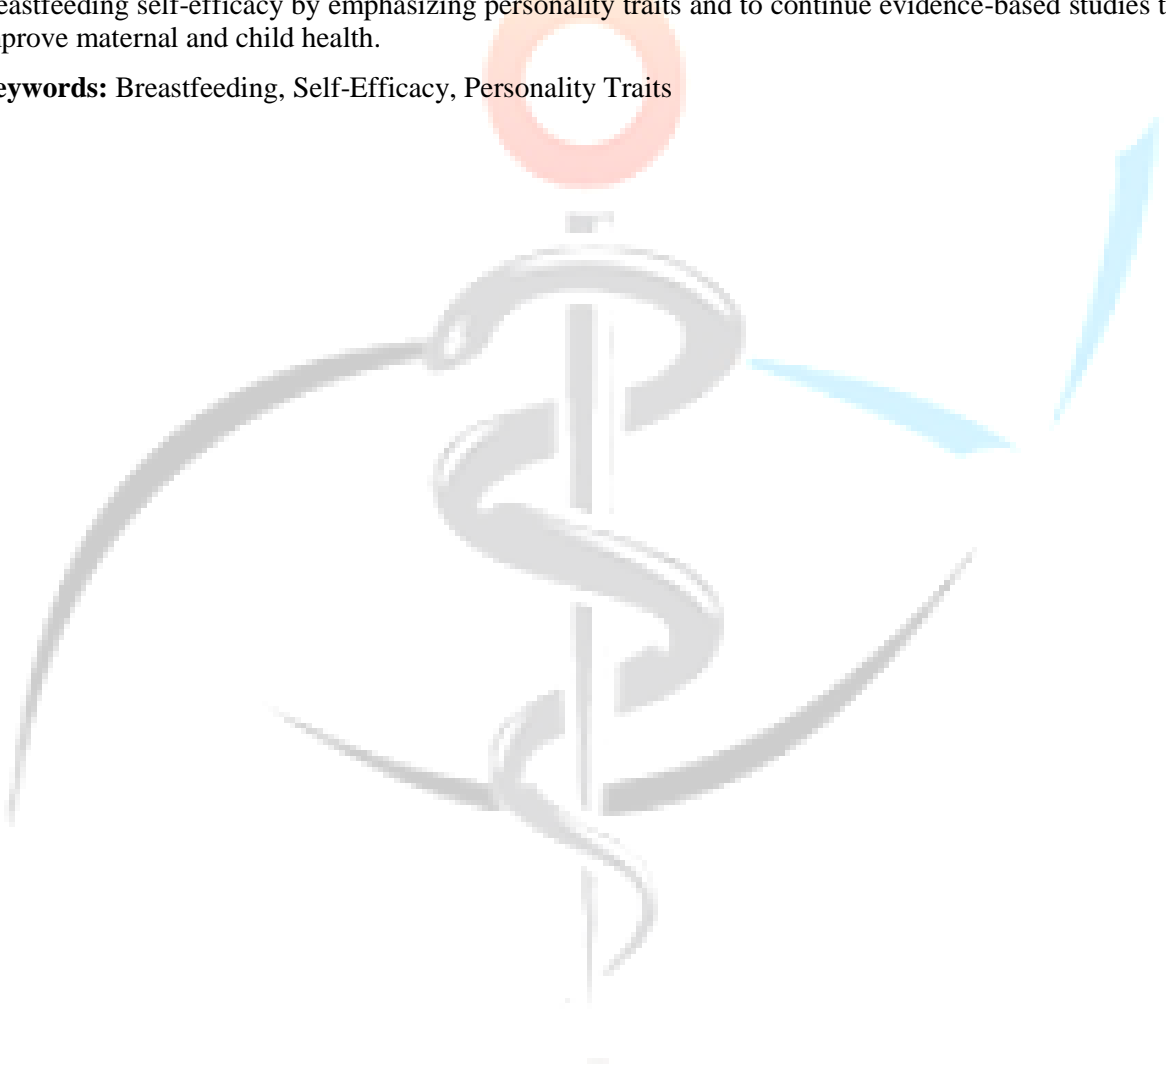 eastfeeding self-efficacy by emphasizing personality traits and to continue evidence-based studies t
prove maternal and child health.
eywords: Breastfeeding, Self-Efficacy, Personality Traits